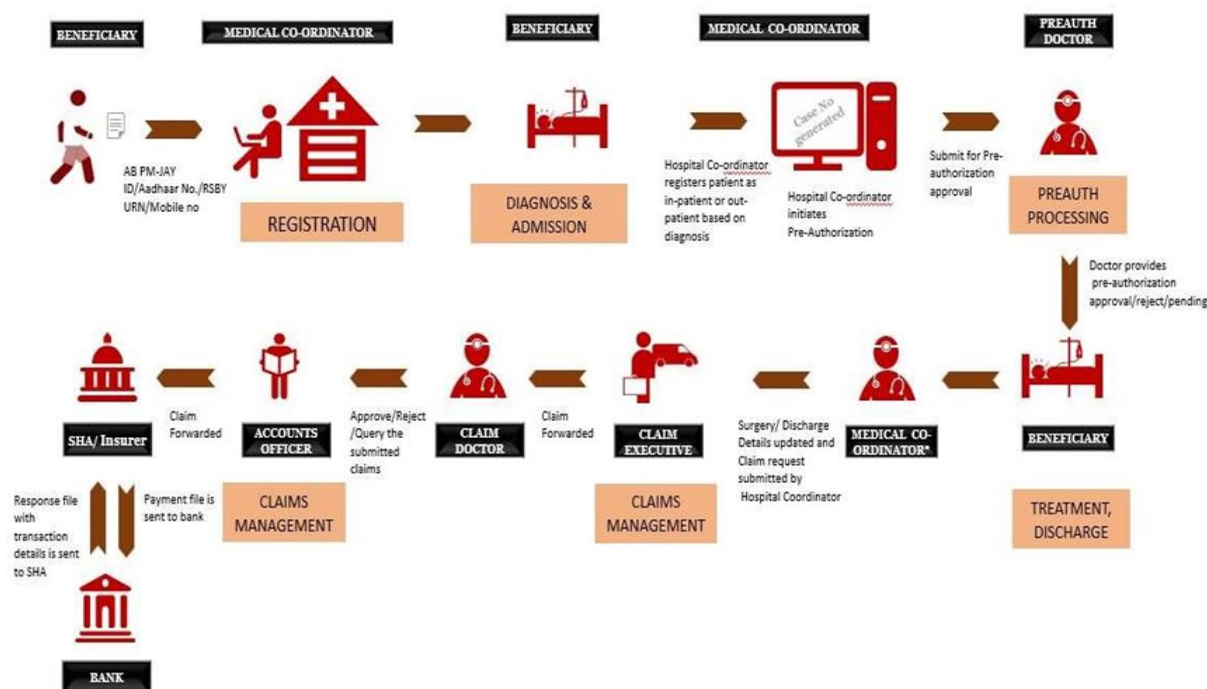 BENEFICIARY
MEDICAL CO-ORDINATOR
BENEFICIARY
MEDICAL CO-ORDINATOR
PREAUTH
DOCTOR
AB PM-JAY
ID/Aadhaar No./RSBY
URN/Mobile no
REGISTRATION
DIAGNOSIS &
ADMISSION
Hospital Co-ordinator
registers patient as
in-patient or out-
patient based on
diagnosis
Case No
generated
Hospital Co-ordinator
initiates
Pre-Authorization
Submit for Pre-
authorization
approval
PREAUTH
PROCESSING
Doctor provides
pre-authorization
approval/reject/pending
SHA/ Insurer
Claim
Forwarded
ACCOUNTS
OFFICER
Approve/Reject
/Query the
submitted
claims
CLAIM
DOCTOR
Claim
Forwarded
CLAIM
EXECUTIVE
Surgery/ Discharge
Details updated and
Claim request
submitted by
Hospital Coordinator
MEDICAL CO-
ORDINATOR*
BENEFICIARY
Response file
with
transaction
details is sent
to SHA
Payment file is
sent to bank
CLAIMS
MANAGEMENT
CLAIMS
MANAGEMENT
TREATMENT,
DISCHARGE
BANK